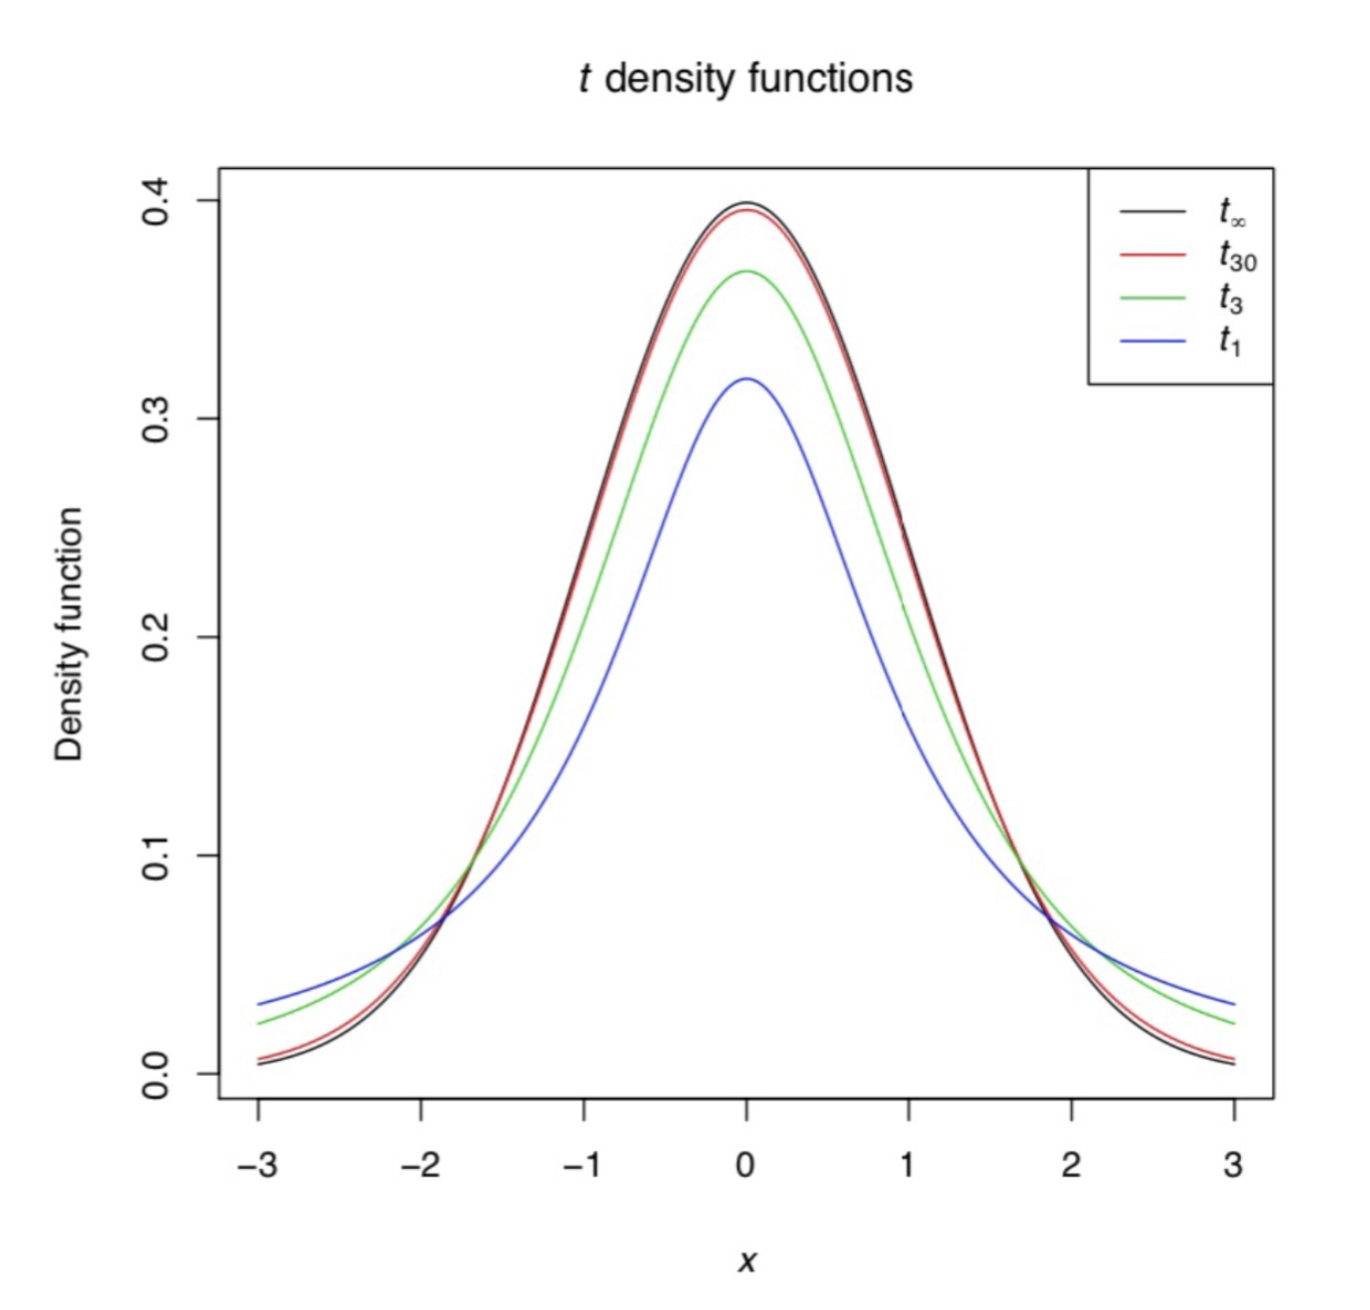 t density functions
t∞
t30
t3
t1
Density function
0.4
0.3
0.2
0.1
0.0
−3 −2 −1 0 1 2 3
x